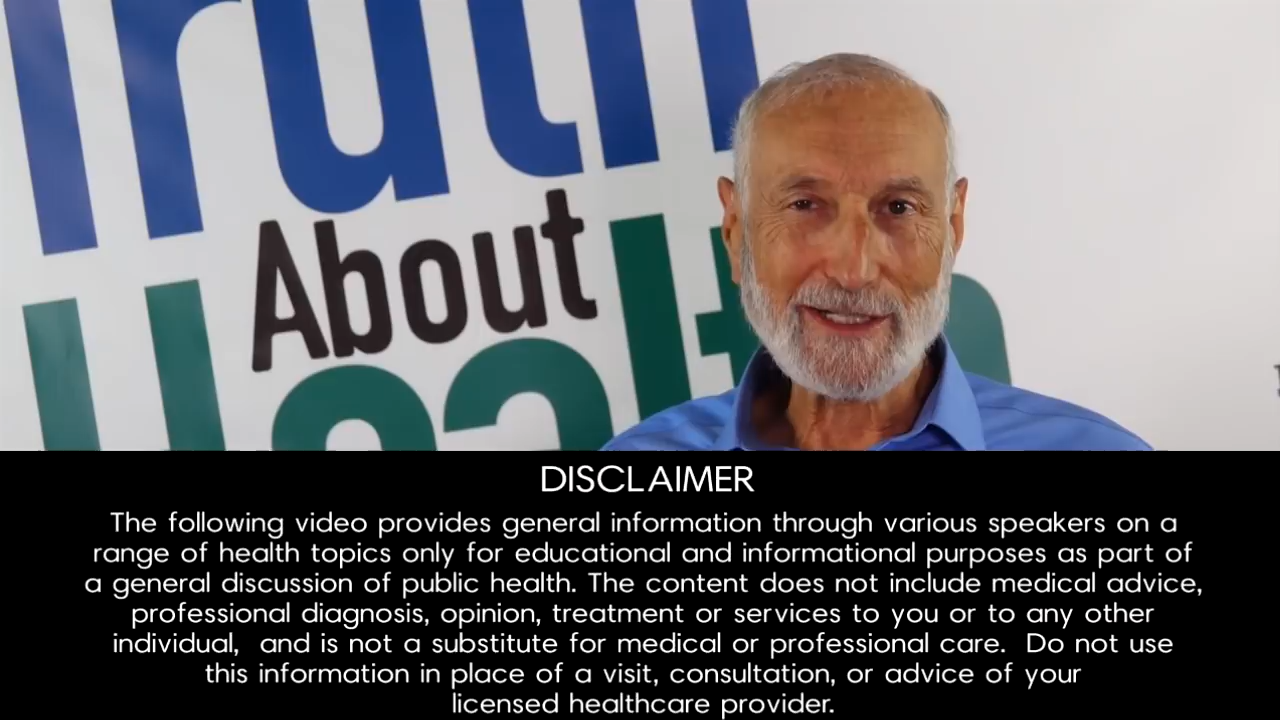 Truth
About
Health
DISCLAIMER
The following video provides general information through various speakers on a
range of health topics only for educational and informational purposes as part of
a general discussion of public health. The content does not include medical advice,
professional diagnosis, opinion, treatment or services to you or to any other
individual, and is not a substitute for medical or professional care. Do not use
this information in place of a visit, consultation, or advice of your
licensed healthcare provider.